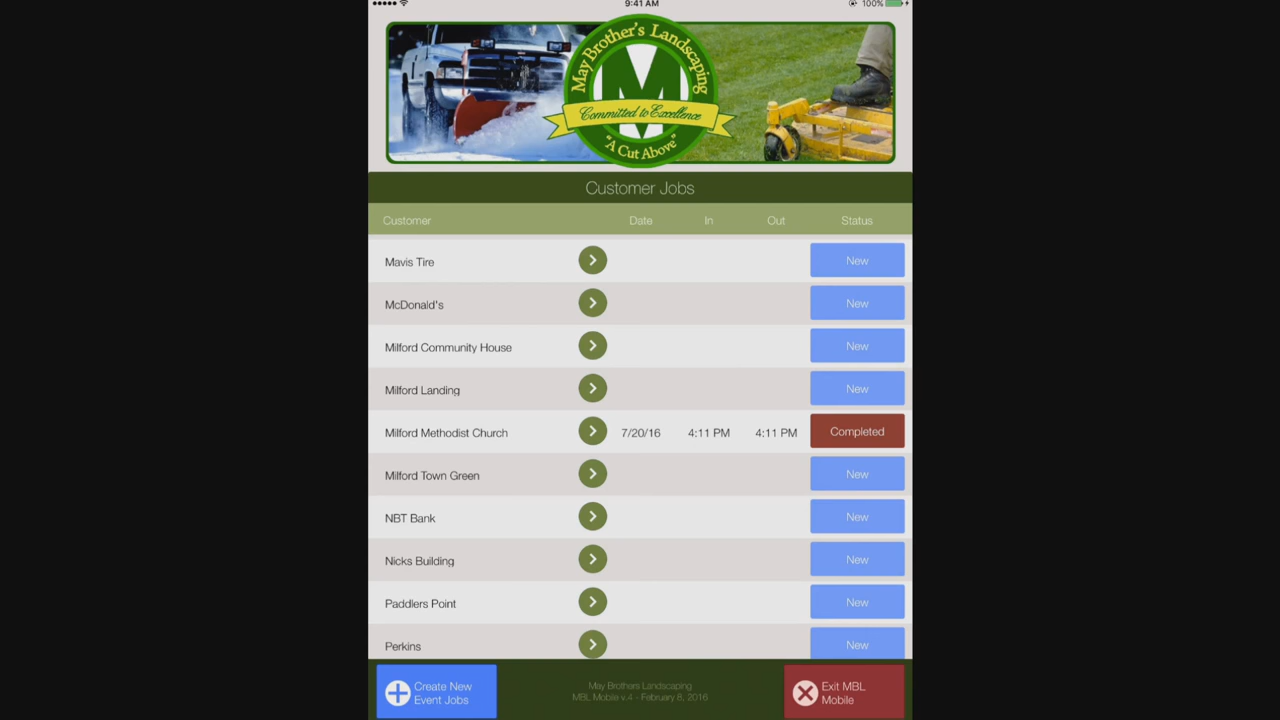 9:41 AM
100%
May Brother's Landscaping
M
Committed to Excellence
"A Cut Above"
Customer Jobs
Customer Date In Out Status
Mavis Tire New
McDonald's New
Milford Community House New
Milford Landing New
Milford Methodist Church 7/20/16 4:11 PM 4:11 PM Completed
Milford Town Green New
NBT Bank New
Nicks Building New
Paddlers Point New
Perkins New
Create New
Event Jobs
May Brothers Landscaping
MBL Mobile v.4 - February 8, 2016
Exit MBL
Mobile